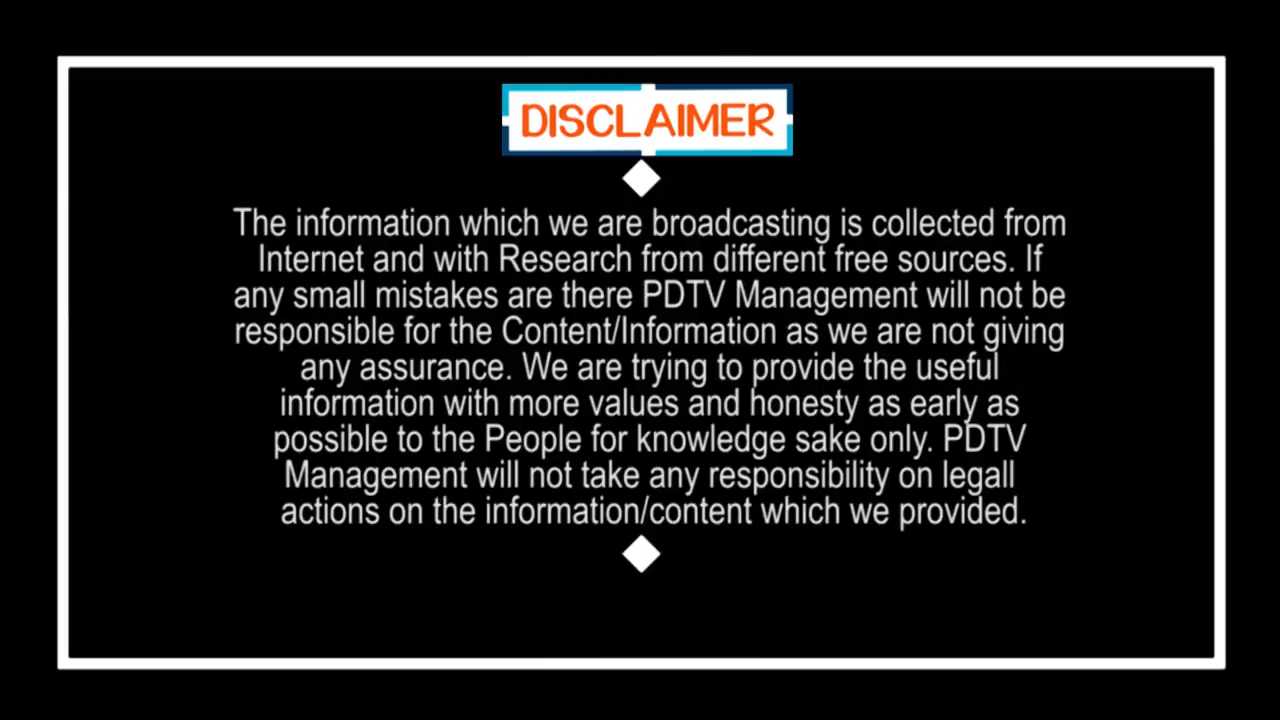 DISCLAIMER
The information which we are broadcasting is collected from
Internet and with Research from different free sources. If
any small mistakes are there PDTV Management will not be
responsible for the Content/Information as we are not giving
any assurance. We are trying to provide the useful
information with more values and honesty as early as
possible to the People for knowledge sake only. PDTV
Management will not take any responsibility on legall
actions on the information/content which we provided.